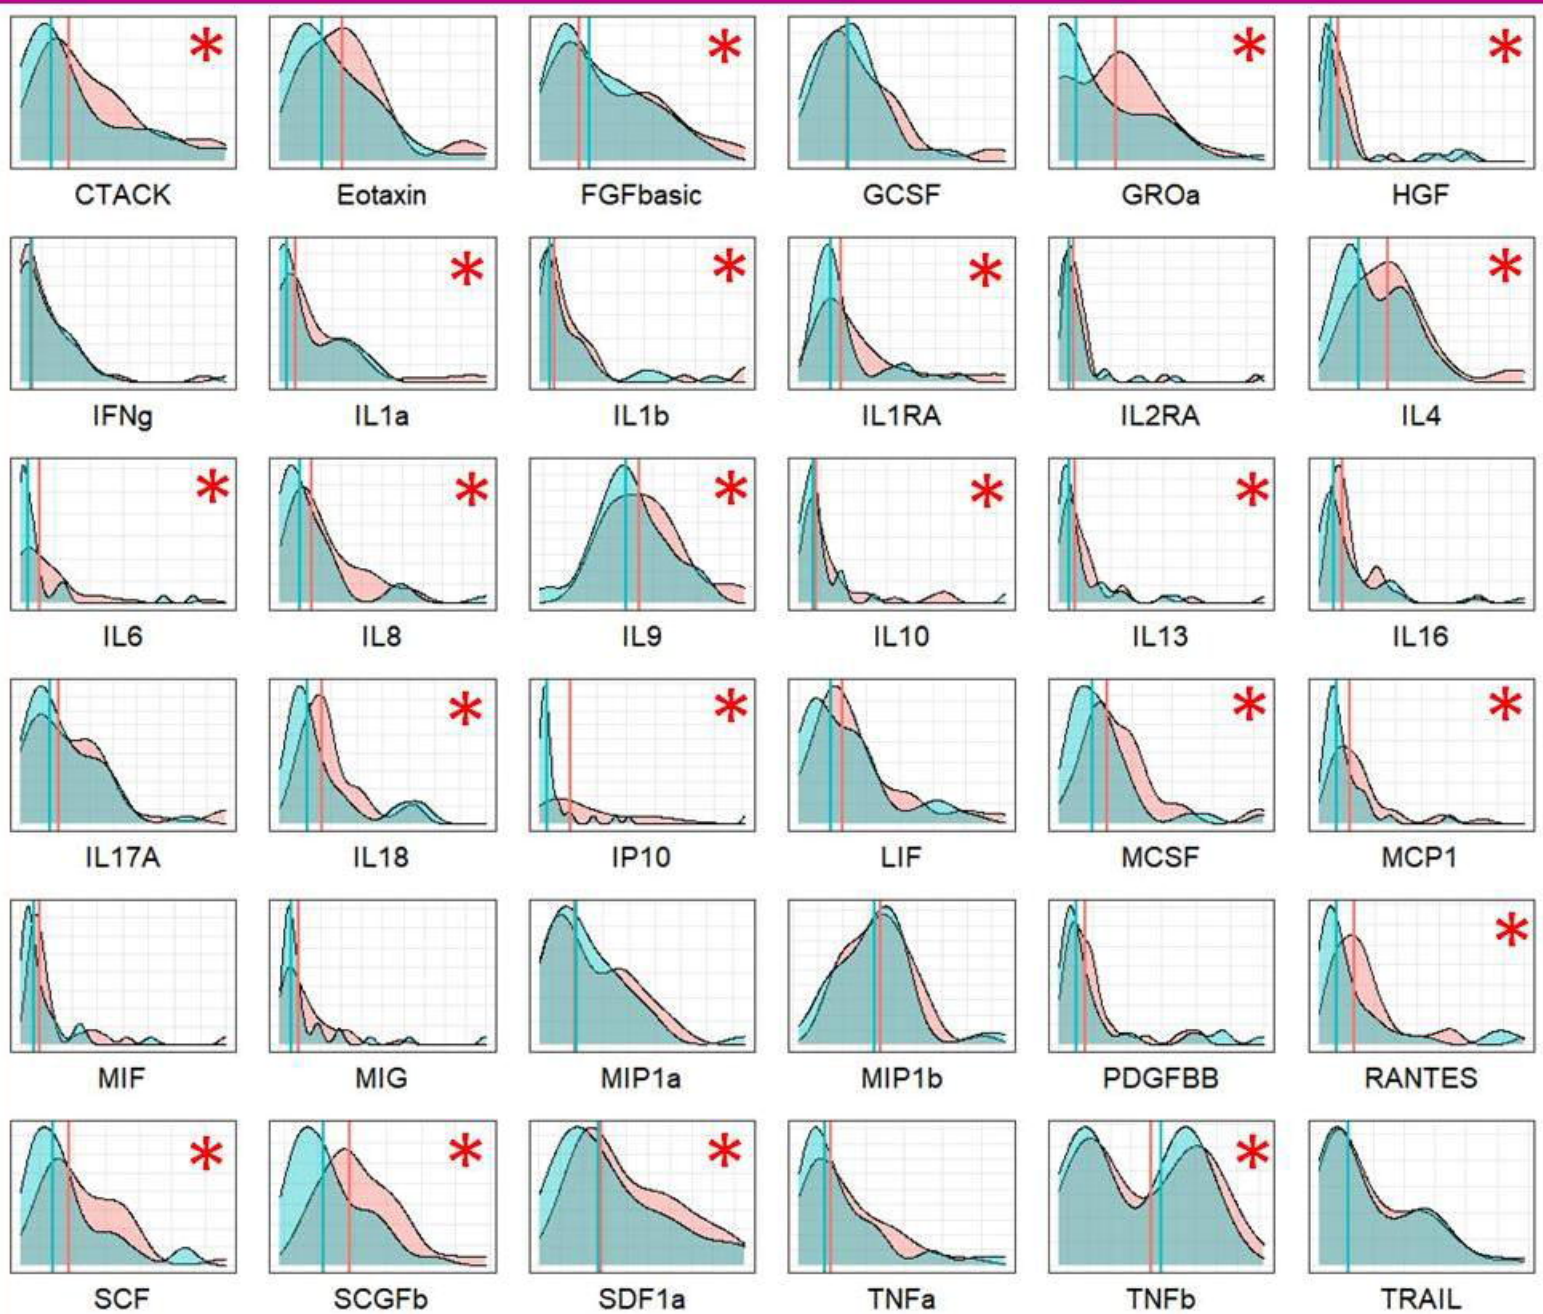 CTACK Eotaxin FGFbasic GCSF GROa HGF
IFNg IL1a IL1b IL1RA IL2RA IL4
IL6 IL8 IL9 IL10 IL13 IL16
IL17A IL18 IP10 LIF MCSF MCP1
MIF MIG MIP1a MIP1b PDGFBB RANTES
SCF SCGFb SDF1a TNFa TNFb TRAIL